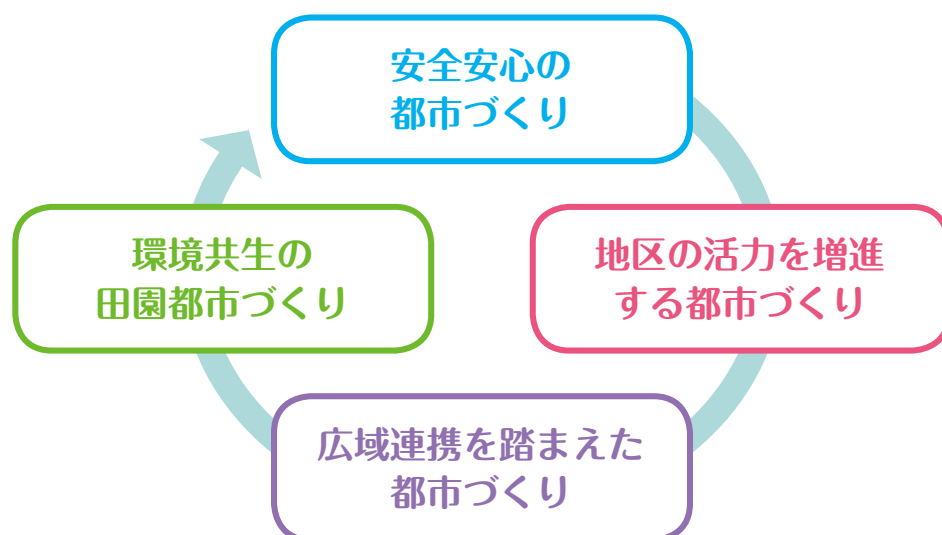 安全安心の
都市づくり
環境共生の
田園都市づくり
地区の活力を増進
する都市づくり
広域連携を踏まえた
都市づくり